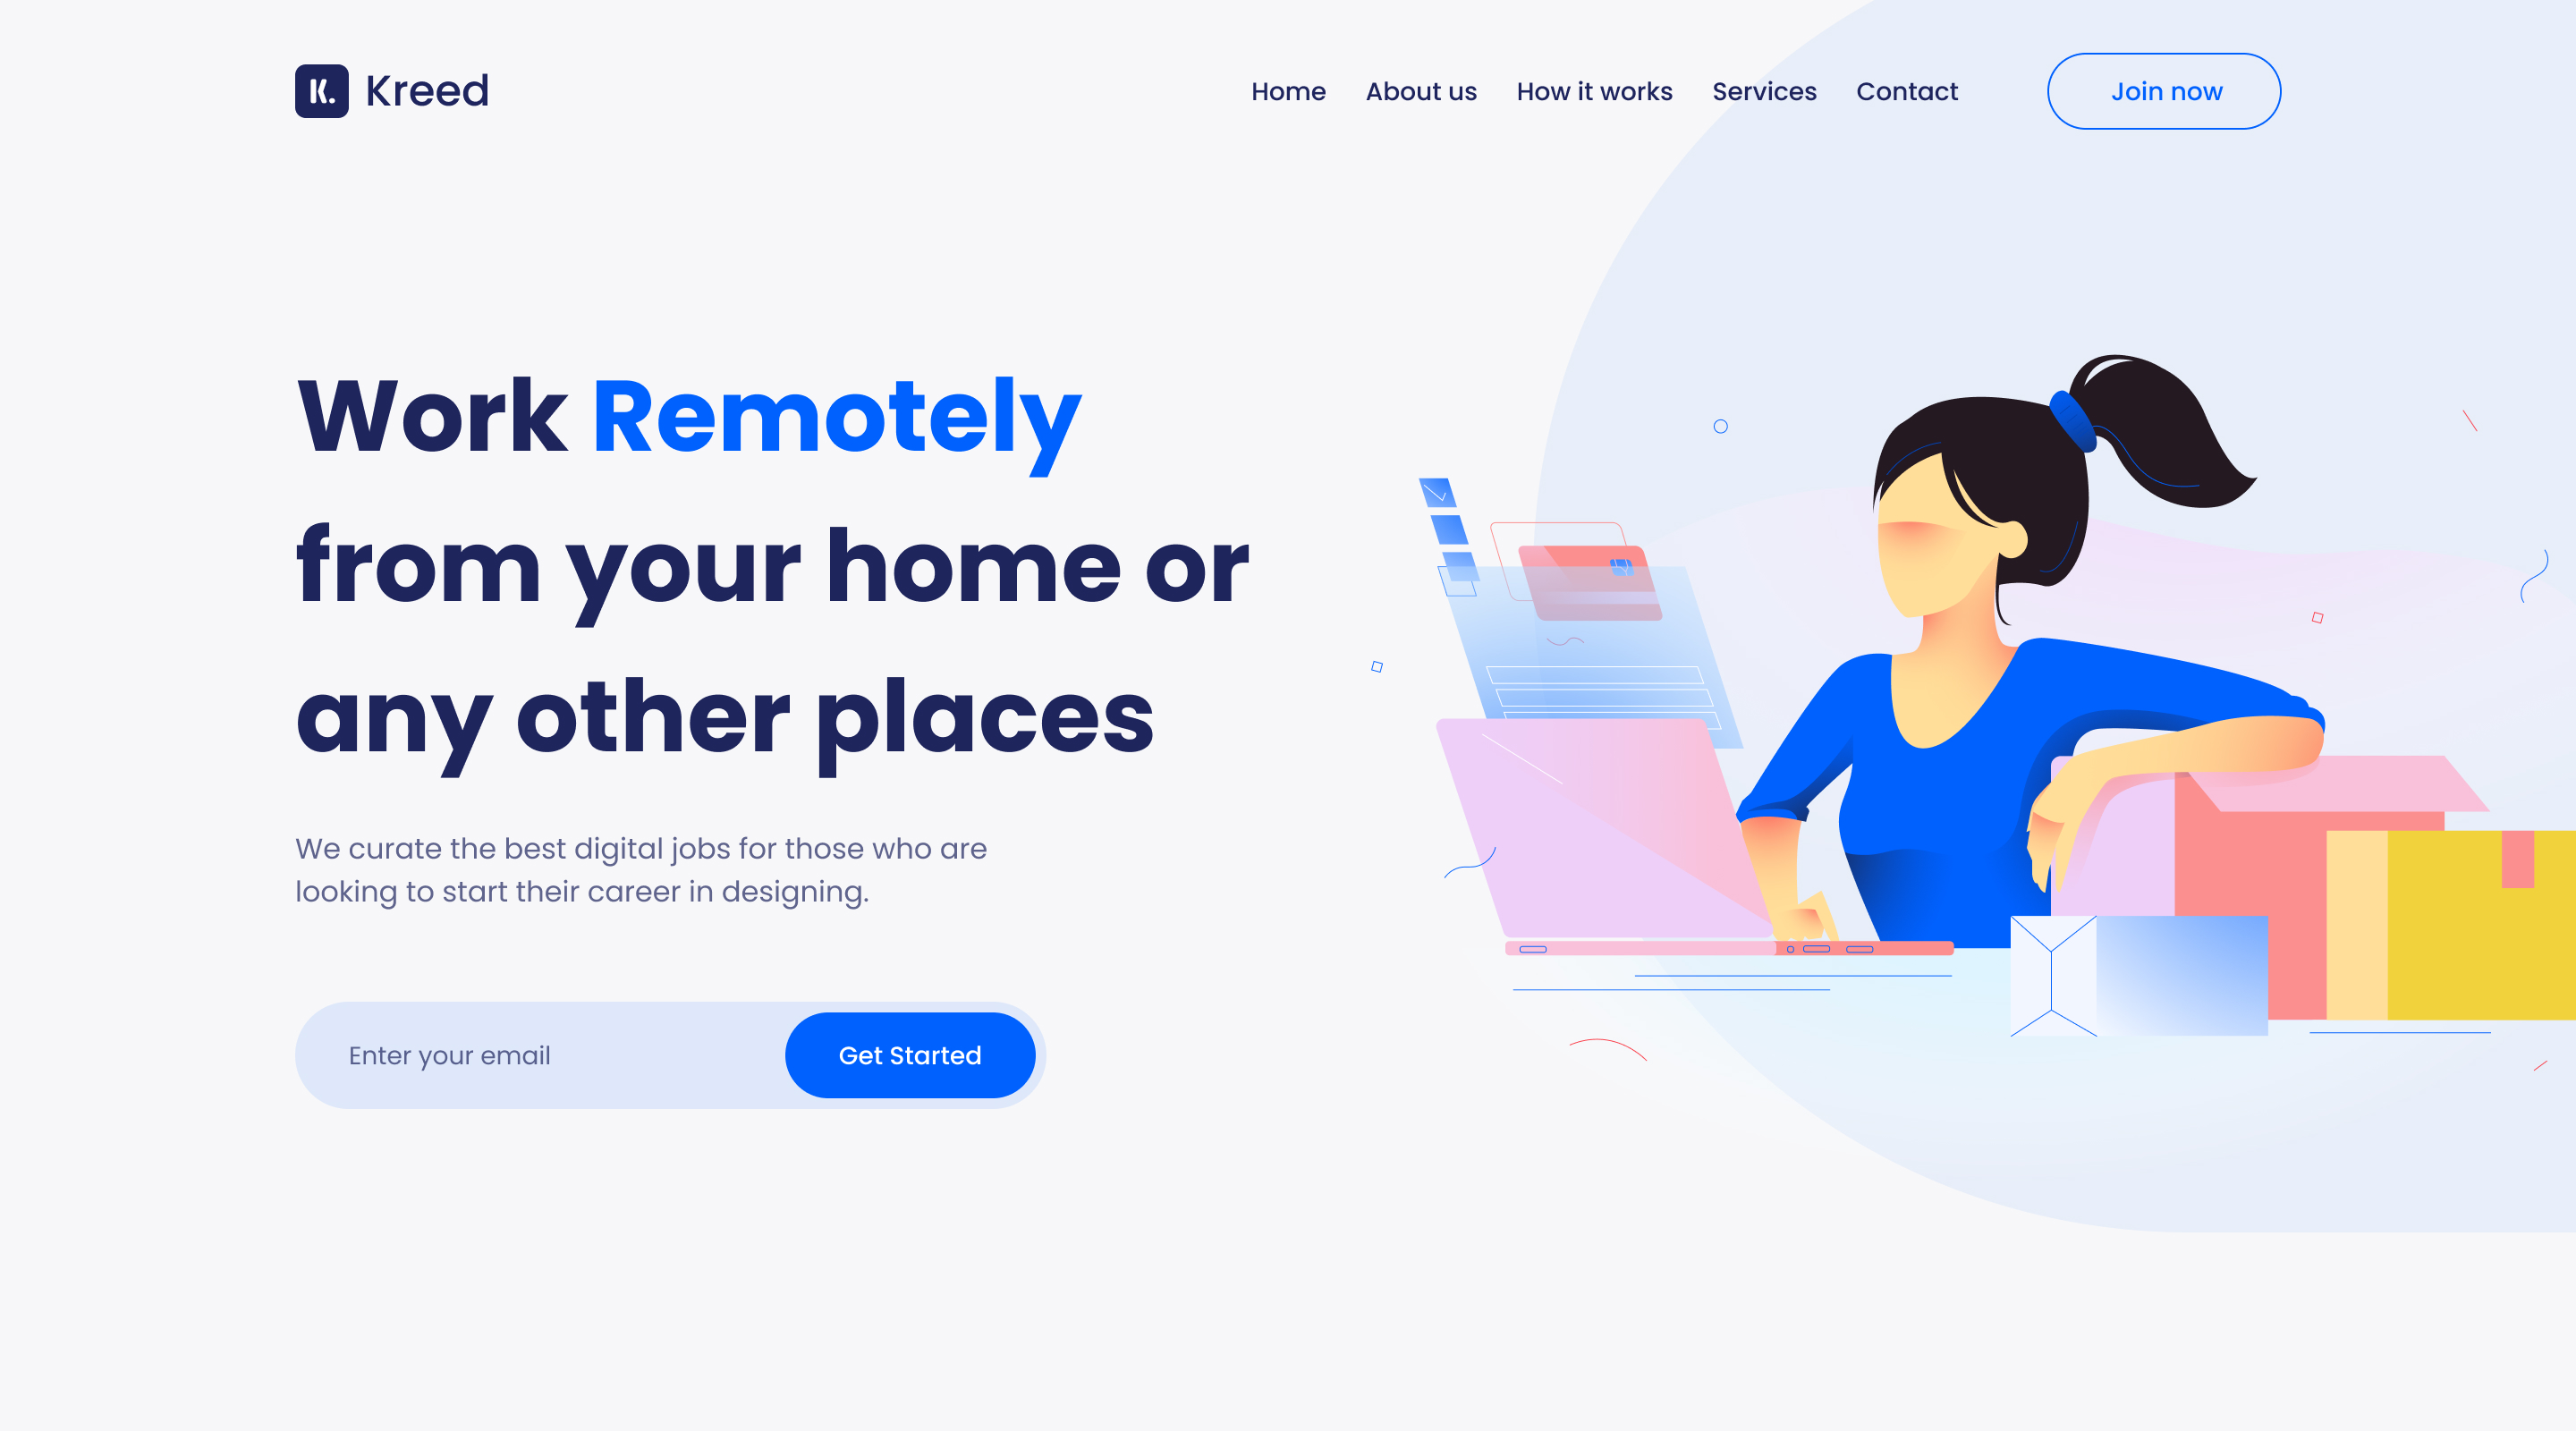 K. Kreed
Home About us How it works Services Contact Join now
Work Remotely
from your home or
any other places
We curate the best digital jobs for those who are
looking to start their career in designing.
Enter your email Get Started